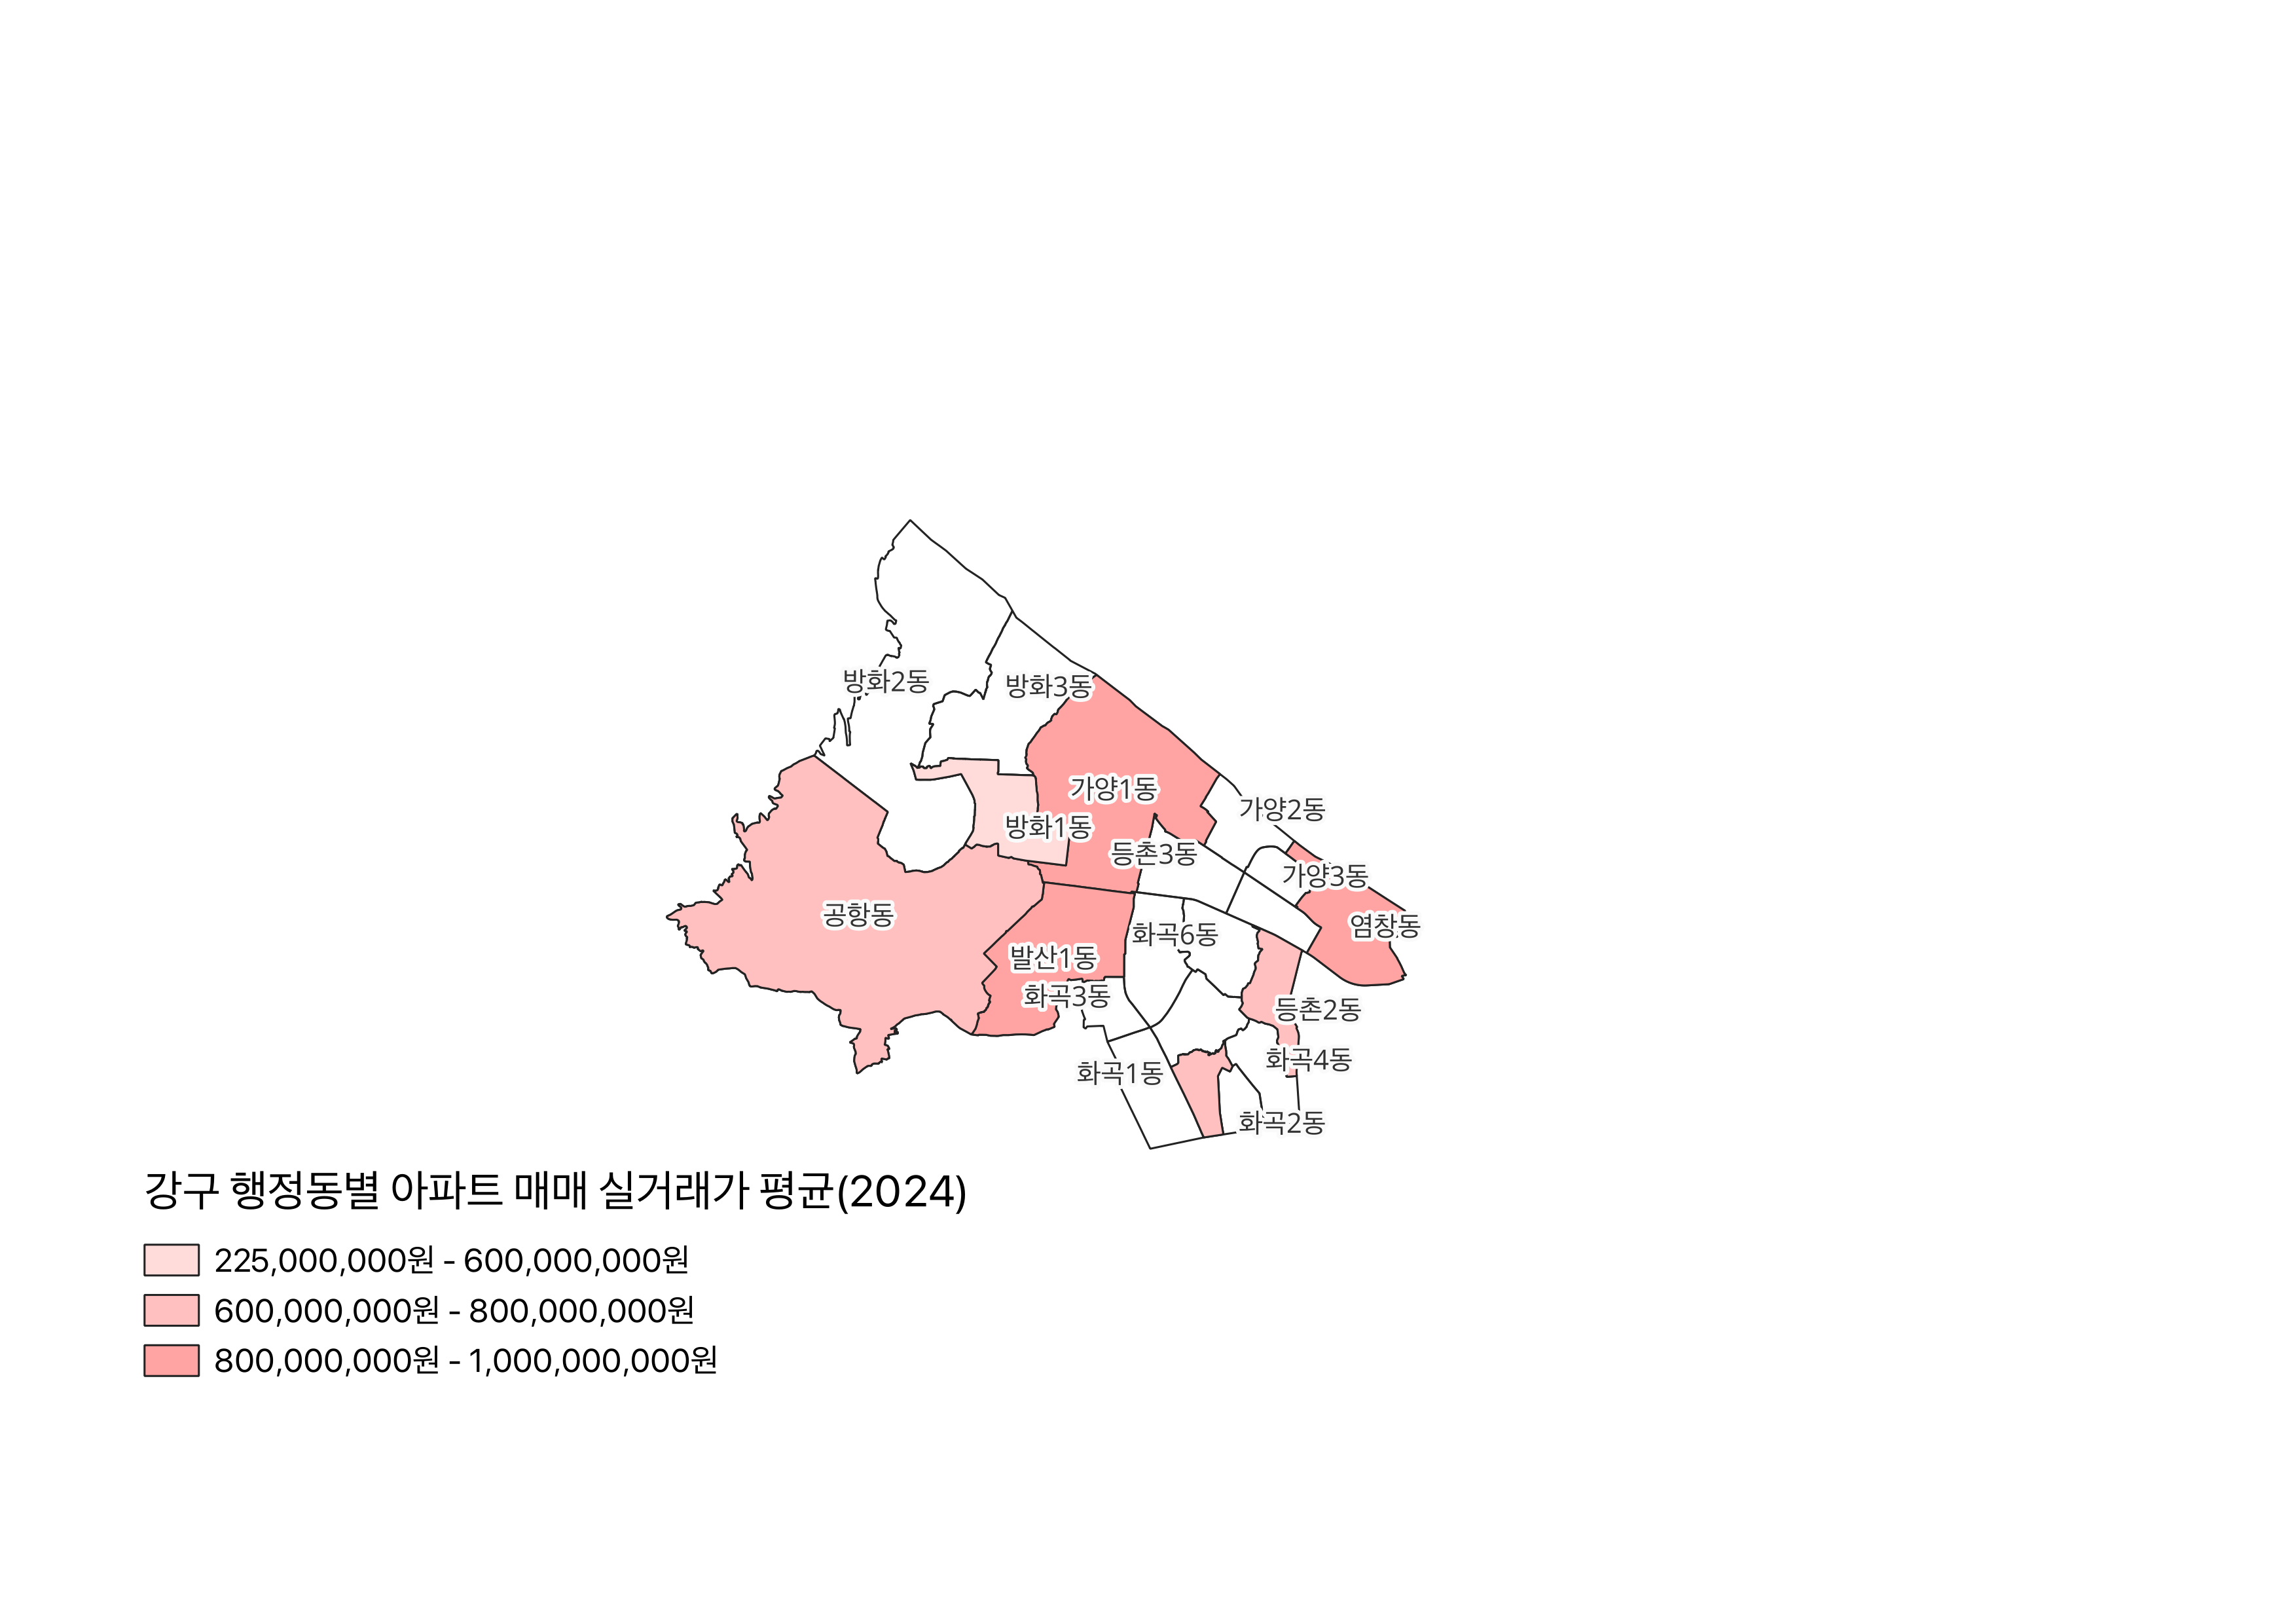 방화2동
방화3동
가양1동
가양2동
방화1동
등촌3동
가양3동
공항동
염창동
화곡6동
발산1동
화곡3동
등촌2동
화곡4동
화곡1동
화곡2동
강구 행정동별 아파트 매매 실거래가 평균(2024)
225,000,000원 - 600,000,000원
600,000,000원 - 800,000,000원
800,000,000원 - 1,000,000,000원